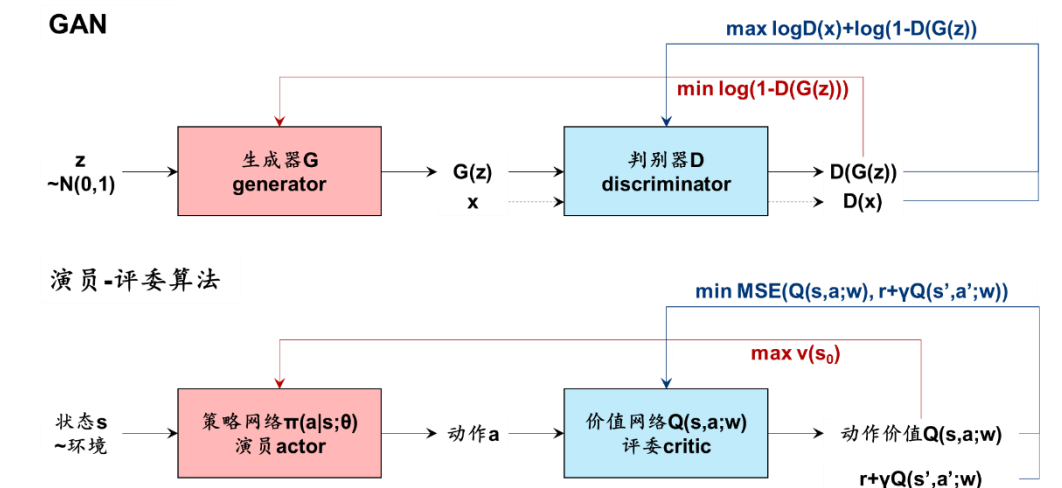 GAN
max logD(x)+log(1-D(G(z))
min log(1-D(G(z)))
z
~N(0,1)
生成器G
generator
G(z)
x
判别器D
discriminator
D(G(z))
D(x)
演员-评委算法
min MSE(Q(s,a;w), r+γQ(s’,a’;w))
max v(s₀)
状态s
~环境
策略网络π(a|s;θ)
演员actor
动作a
价值网络Q(s,a;w)
评委critic
动作价值Q(s,a;w)
r+γQ(s’,a’;w)